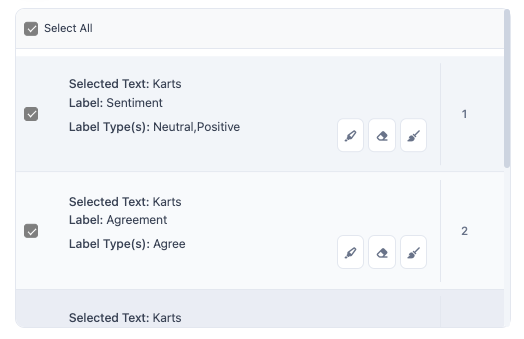 Select All
Selected Text: Karts
Label: Sentiment
Label Type(s): Neutral,Positive
1
Selected Text: Karts
Label: Agreement
Label Type(s): Agree
2
Selected Text: Karts